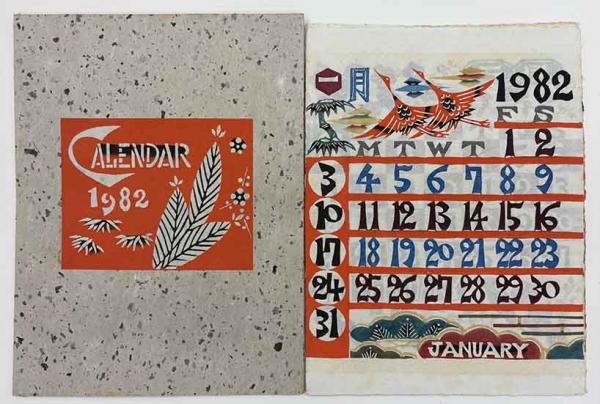 CALENDAR
1982
一月 1982
M T W T F S
1 2
3 4 5 6 7 8 9
10 11 12 13 14 15 16
17 18 19 20 21 22 23
24 25 26 27 28 29 30
31
JANUARY